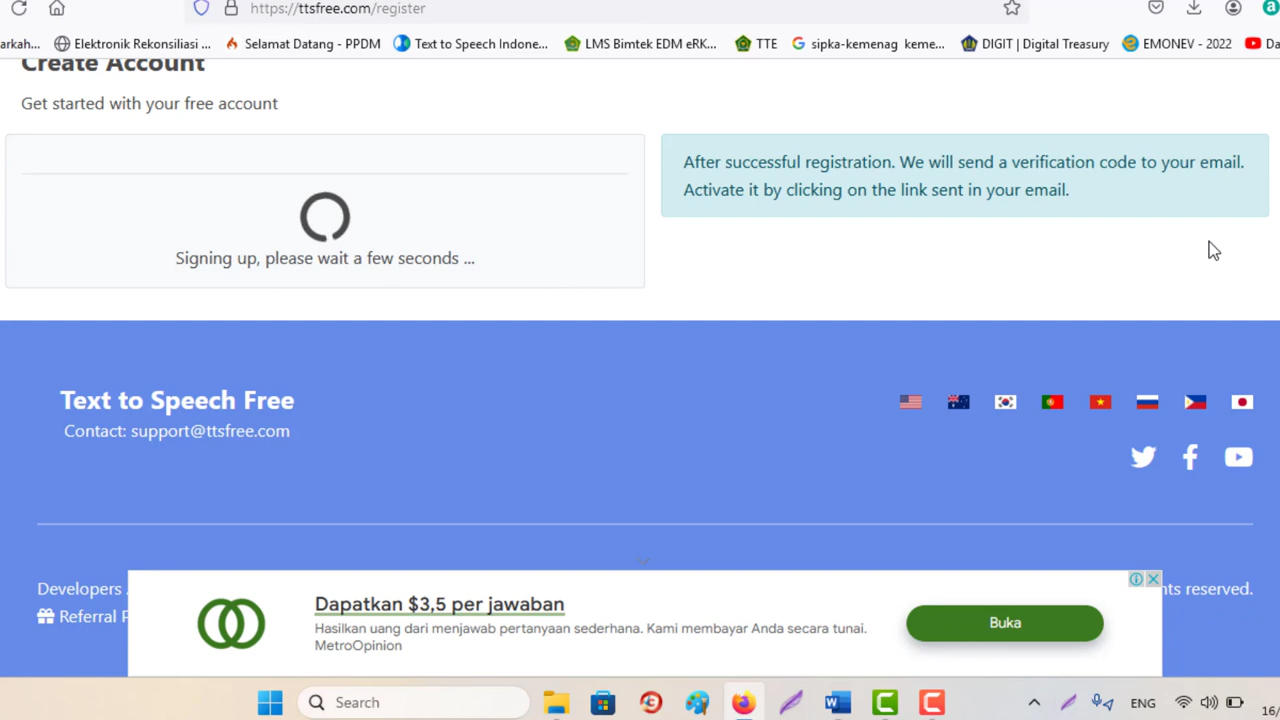 https://ttsfree.com/register
arkah...
Elektronik Rekonsiliasi ...
Selamat Datang - PPDM
Text to Speech Indone...
LMS Bimtek EDM eRK...
TTE
sipka-kemenag keme...
DIGIT | Digital Treasury
EMONEV - 2022
Da
Create Account
Get started with your free account
After successful registration. We will send a verification code to your email.
Activate it by clicking on the link sent in your email.
Signing up, please wait a few seconds ...
Text to Speech Free
Contact: support@ttsfree.com
Developers
nts reserved.
Referral P
Dapatkan $3,5 per jawaban
Hasilkan uang dari menjawab pertanyaan sederhana. Kami membayar Anda secara tunai.
MetroOpinion
Buka
Search
ENG
16/